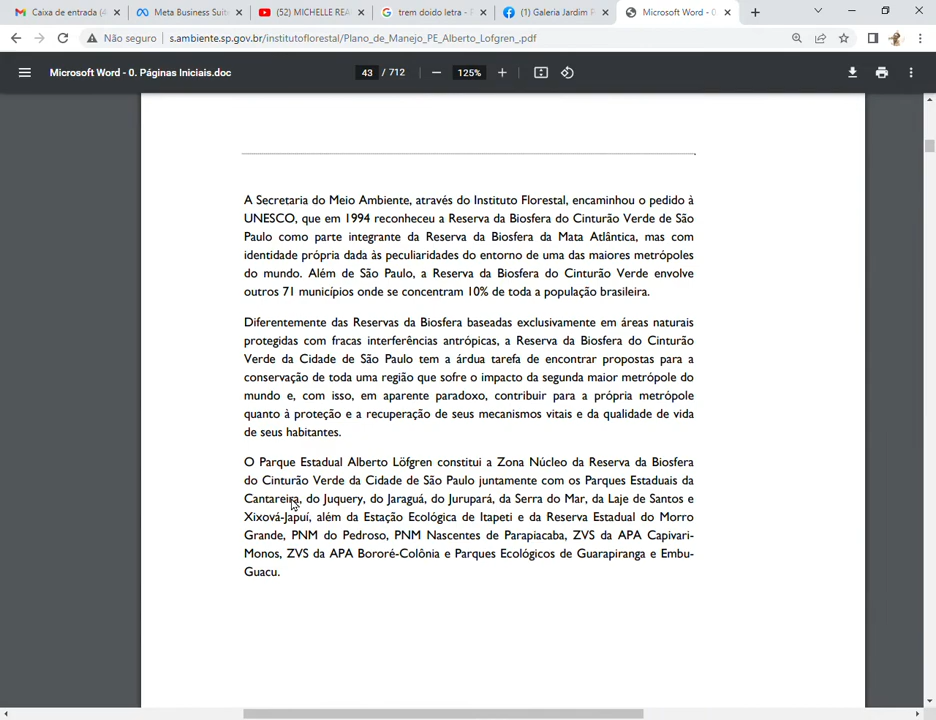 Caixa de entrada (4
Meta Business Suit
(52) MICHELLE REA
trem doido letra -
(1) Galeria Jardim P
Microsoft Word - 0
Não seguro
s.ambiente.sp.gov.br/institutoflorestal/Plano_de_Manejo_PE_Alberto_Lofgren_.pdf
Microsoft Word - 0. Páginas Iniciais.doc
43 / 712
125%
A Secretaria do Meio Ambiente, através do Instituto Florestal, encaminhou o pedido à
UNESCO, que em 1994 reconheceu a Reserva da Biosfera do Cinturão Verde de São
Paulo como parte integrante da Reserva da Biosfera da Mata Atlântica, mas com
identidade própria dada às peculiaridades do entorno de uma das maiores metrópoles
do mundo. Além de São Paulo, a Reserva da Biosfera do Cinturão Verde envolve
outros 71 municípios onde se concentram 10% de toda a população brasileira.
Diferentemente das Reservas da Biosfera baseadas exclusivamente em áreas naturais
protegidas com fracas interferências antrópicas, a Reserva da Biosfera do Cinturão
Verde da Cidade de São Paulo tem a árdua tarefa de encontrar propostas para a
conservação de toda uma região que sofre o impacto da segunda maior metrópole do
mundo e, com isso, em aparente paradoxo, contribuir para a própria metrópole
quanto à proteção e a recuperação de seus mecanismos vitais e da qualidade de vida
de seus habitantes.
O Parque Estadual Alberto Löfgren constitui a Zona Núcleo da Reserva da Biosfera
do Cinturão Verde da Cidade de São Paulo juntamente com os Parques Estaduais da
Cantareira, do Juquery, do Jaraguá, do Jurupará, da Serra do Mar, da Laje de Santos e
Xixová-Japuí, além da Estação Ecológica de Itapeti e da Reserva Estadual do Morro
Grande, PNM do Pedroso, PNM Nascentes de Parapiacaba, ZVS da APA Capivari-
Monos, ZVS da APA Bororé-Colônia e Parques Ecológicos de Guarapiranga e Embu-
Guacu.